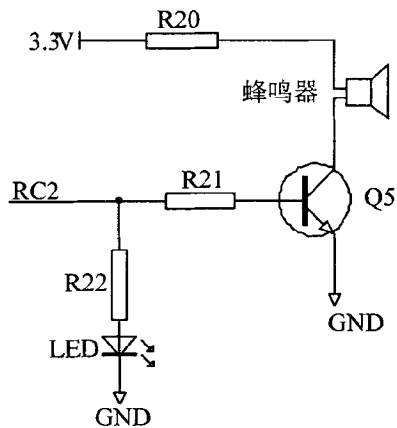 R20
3.3V
蜂鸣器
R21
RC2
Q5
R22
GND
LED
GND